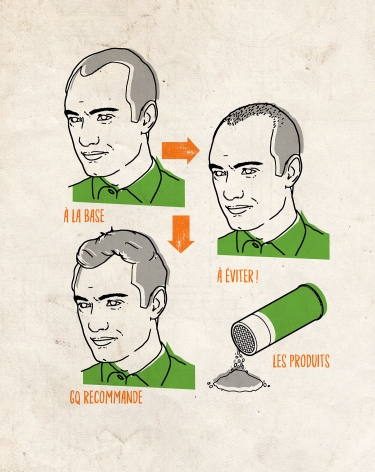 À LA BASE
À ÉVITER !
LES PRODUITS
GQ RECOMMANDE